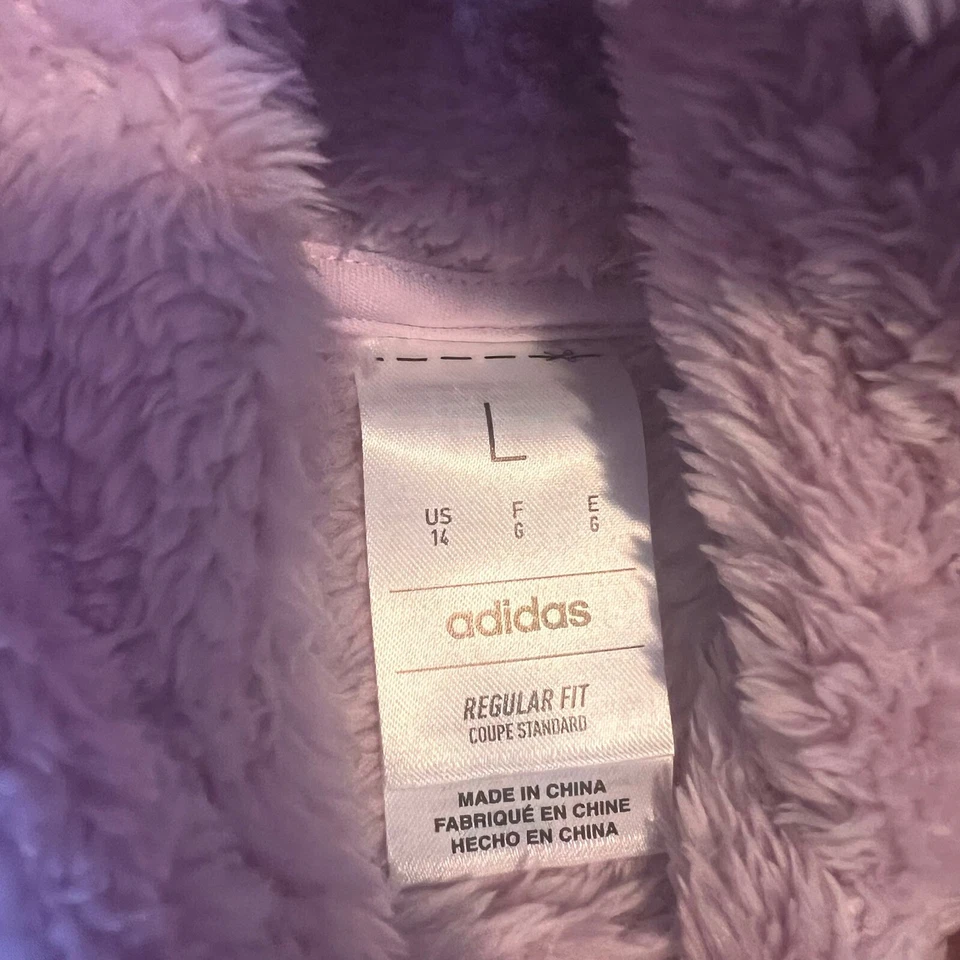 L
US F E
14 G G
adidas
REGULAR FIT
COUPE STANDARD
MADE IN CHINA
FABRIQUÉ EN CHINE
HECHO EN CHINA